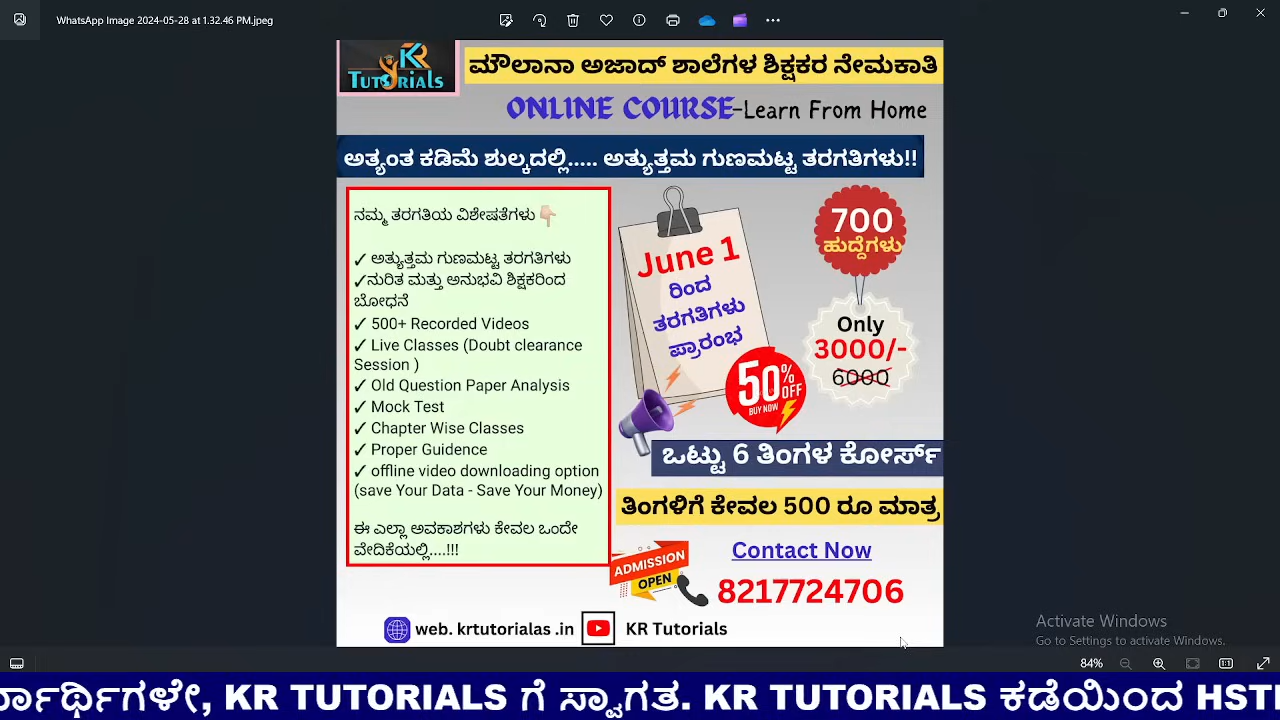 WhatsApp Image 2024-05-28 at 1.32.46 PM.jpeg
KR
TUTORIALS
ಮೌಲಾನಾ ಅಜಾದ್ ಶಾಲೆಗಳ ಶಿಕ್ಷಕರ ನೇಮಕಾತಿ
ONLINE COURSE-Learn From Home
ಅತ್ಯಂತ ಕಡಿಮೆ ಶುಲ್ಕದಲ್ಲಿ..... ಅತ್ಯುತ್ತಮ ಗುಣಮಟ್ಟ ತರಗತಿಗಳು!!
ನಮ್ಮ ತರಗತಿಯ ವಿಶೇಷತೆಗಳು👇🏻
✓ ಅತ್ಯುತ್ತಮ ಗುಣಮಟ್ಟ ತರಗತಿಗಳು
✓ನುರಿತ ಮತ್ತು ಅನುಭವಿ ಶಿಕ್ಷಕರಿಂದ
ಬೋಧನೆ
✓ 500+ Recorded Videos
✓ Live Classes (Doubt clearance
Session )
✓ Old Question Paper Analysis
✓ Mock Test
✓ Chapter Wise Classes
✓ Proper Guidence
✓ offline video downloading option
(save Your Data - Save Your Money)
ಈ ಎಲ್ಲಾ ಅವಕಾಶಗಳು ಕೇವಲ ಒಂದೇ
ವೇದಿಕೆಯಲ್ಲಿ....!!!
June 1
ರಿಂದ
ತರಗತಿಗಳು
ಪ್ರಾರಂಭ
700
ಹುದ್ದೆಗಳು
Only
3000/-
6000
50% OFF
BUY NOW
ಒಟ್ಟು 6 ತಿಂಗಳ ಕೋರ್ಸ್
ತಿಂಗಳಿಗೆ ಕೇವಲ 500 ರೂ ಮಾತ್ರ
ADMISSION
OPEN
Contact Now
8217724706
web. krtutorialas .in
KR Tutorials
Activate Windows
Go to Settings to activate Windows.
84%
ರ್ಥಿಗಳೇ, KR TUTORIALS ಗೆ ಸ್ವಾಗತ. KR TUTORIALS ಕಡೆಯಿಂದ HST